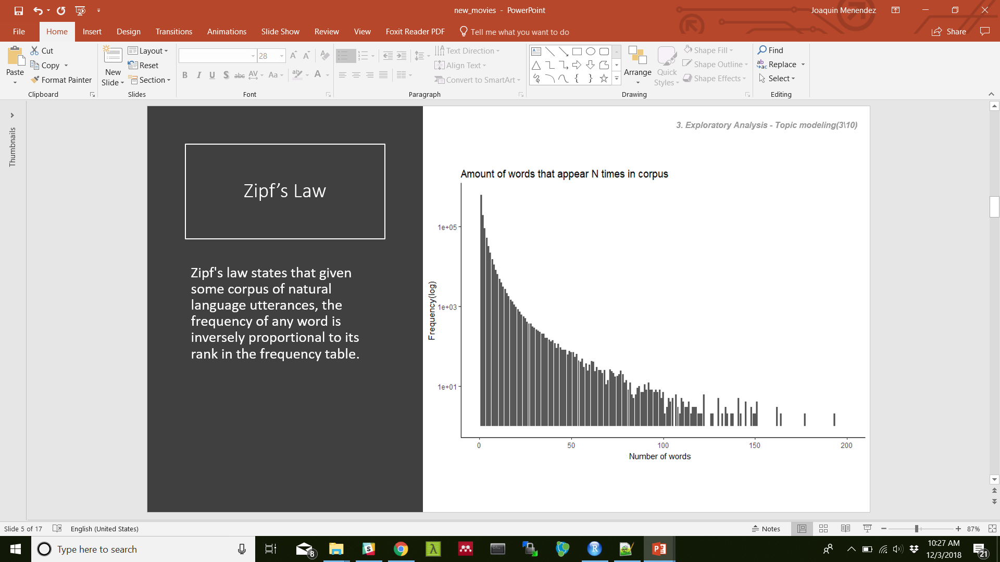 new_movies - PowerPoint
Joaquin Menendez
File Home Insert Design Transitions Animations Slide Show Review View Foxit Reader PDF Tell me what you want to do
Share
Paste
Cut
Copy
Format Painter
Clipboard
New
Slide
Layout
Reset
Section
Slides
28
B I U S abc AV Aa A
Font
Text Direction
Align Text
Convert to SmartArt
Paragraph
Arrange
Quick
Styles
Shape Fill
Shape Outline
Shape Effects
Drawing
Find
Replace
Select
Editing
Thumbnails
Zipf’s Law
Zipf's law states that given
some corpus of natural
language utterances, the
frequency of any word is
inversely proportional to its
rank in the frequency table.
3. Exploratory Analysis - Topic modeling(3\10)
Amount of words that appear N times in corpus
Frequency(log)
1e+05
1e+03
1e+01
0 50 100 150 200
Number of words
Slide 5 of 17
English (United States)
Notes
87%
Type here to search
8
10:27 AM
12/3/2018
21